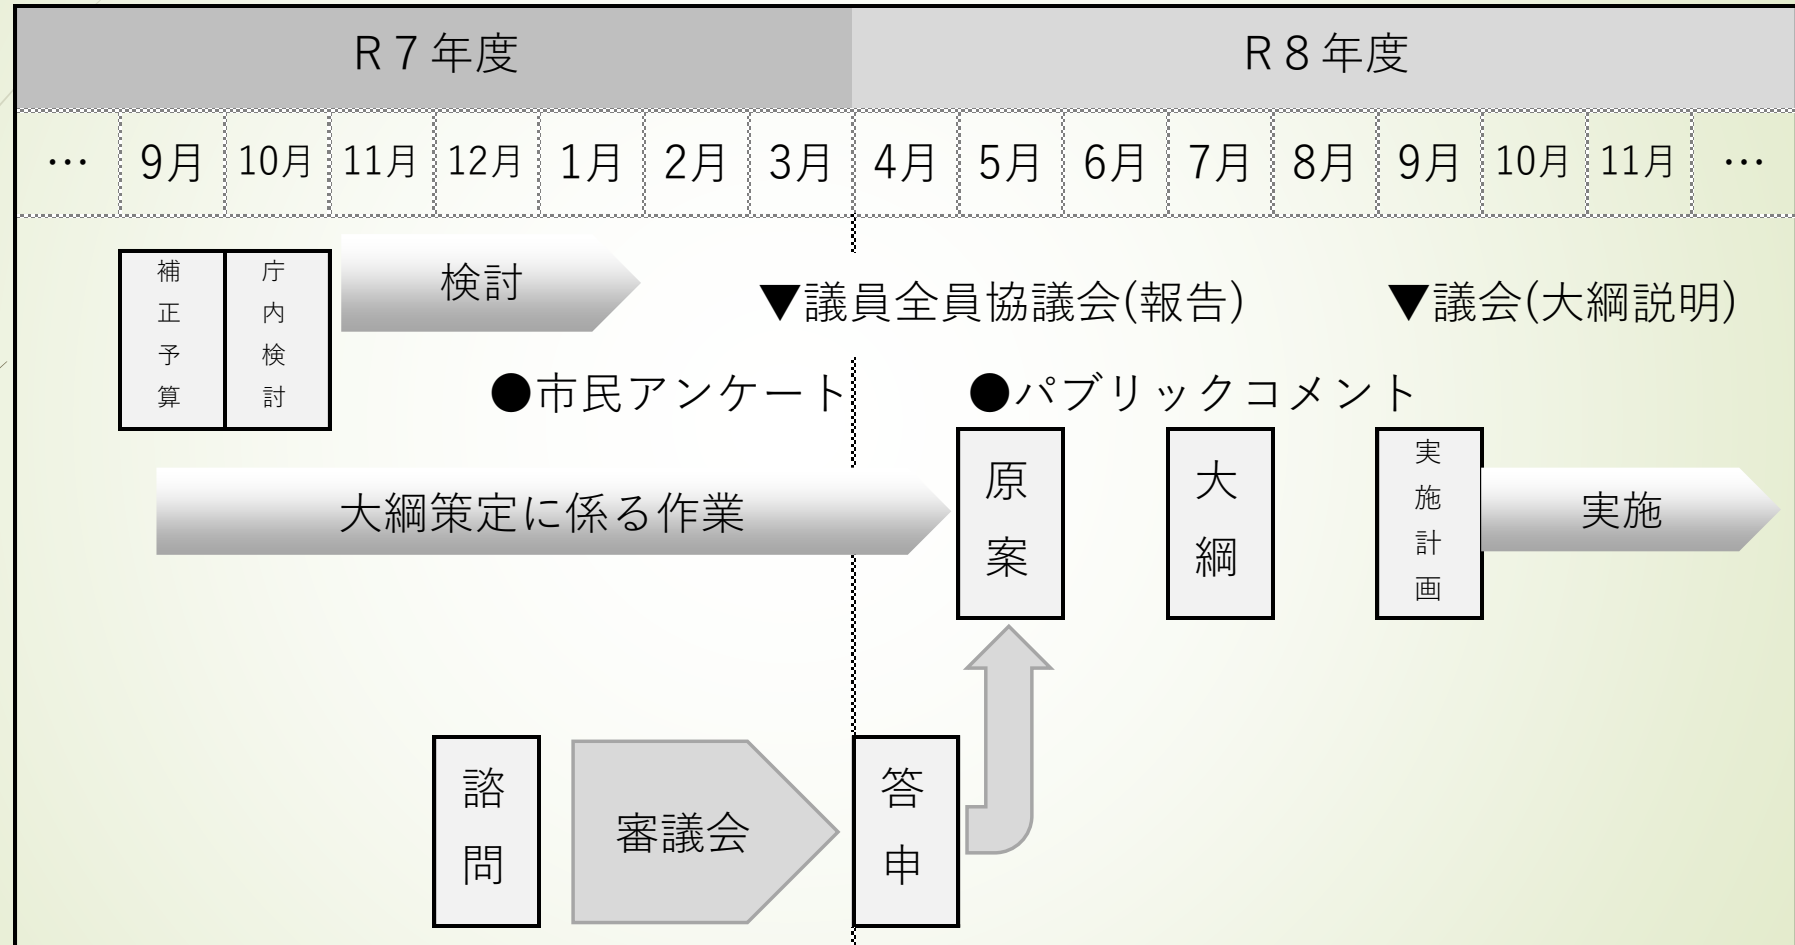 R７年度
R８年度
… 9月 10月 11月 12月 1月 2月 3月 4月 5月 6月 7月 8月 9月 10月 11月 …
補正予算
庁内検討
検討
▼議員全員協議会(報告)
▼議会(大綱説明)
●市民アンケート
●パブリックコメント
大綱策定に係る作業
原案
大綱
実施計画
実施
諮問
審議会
答申